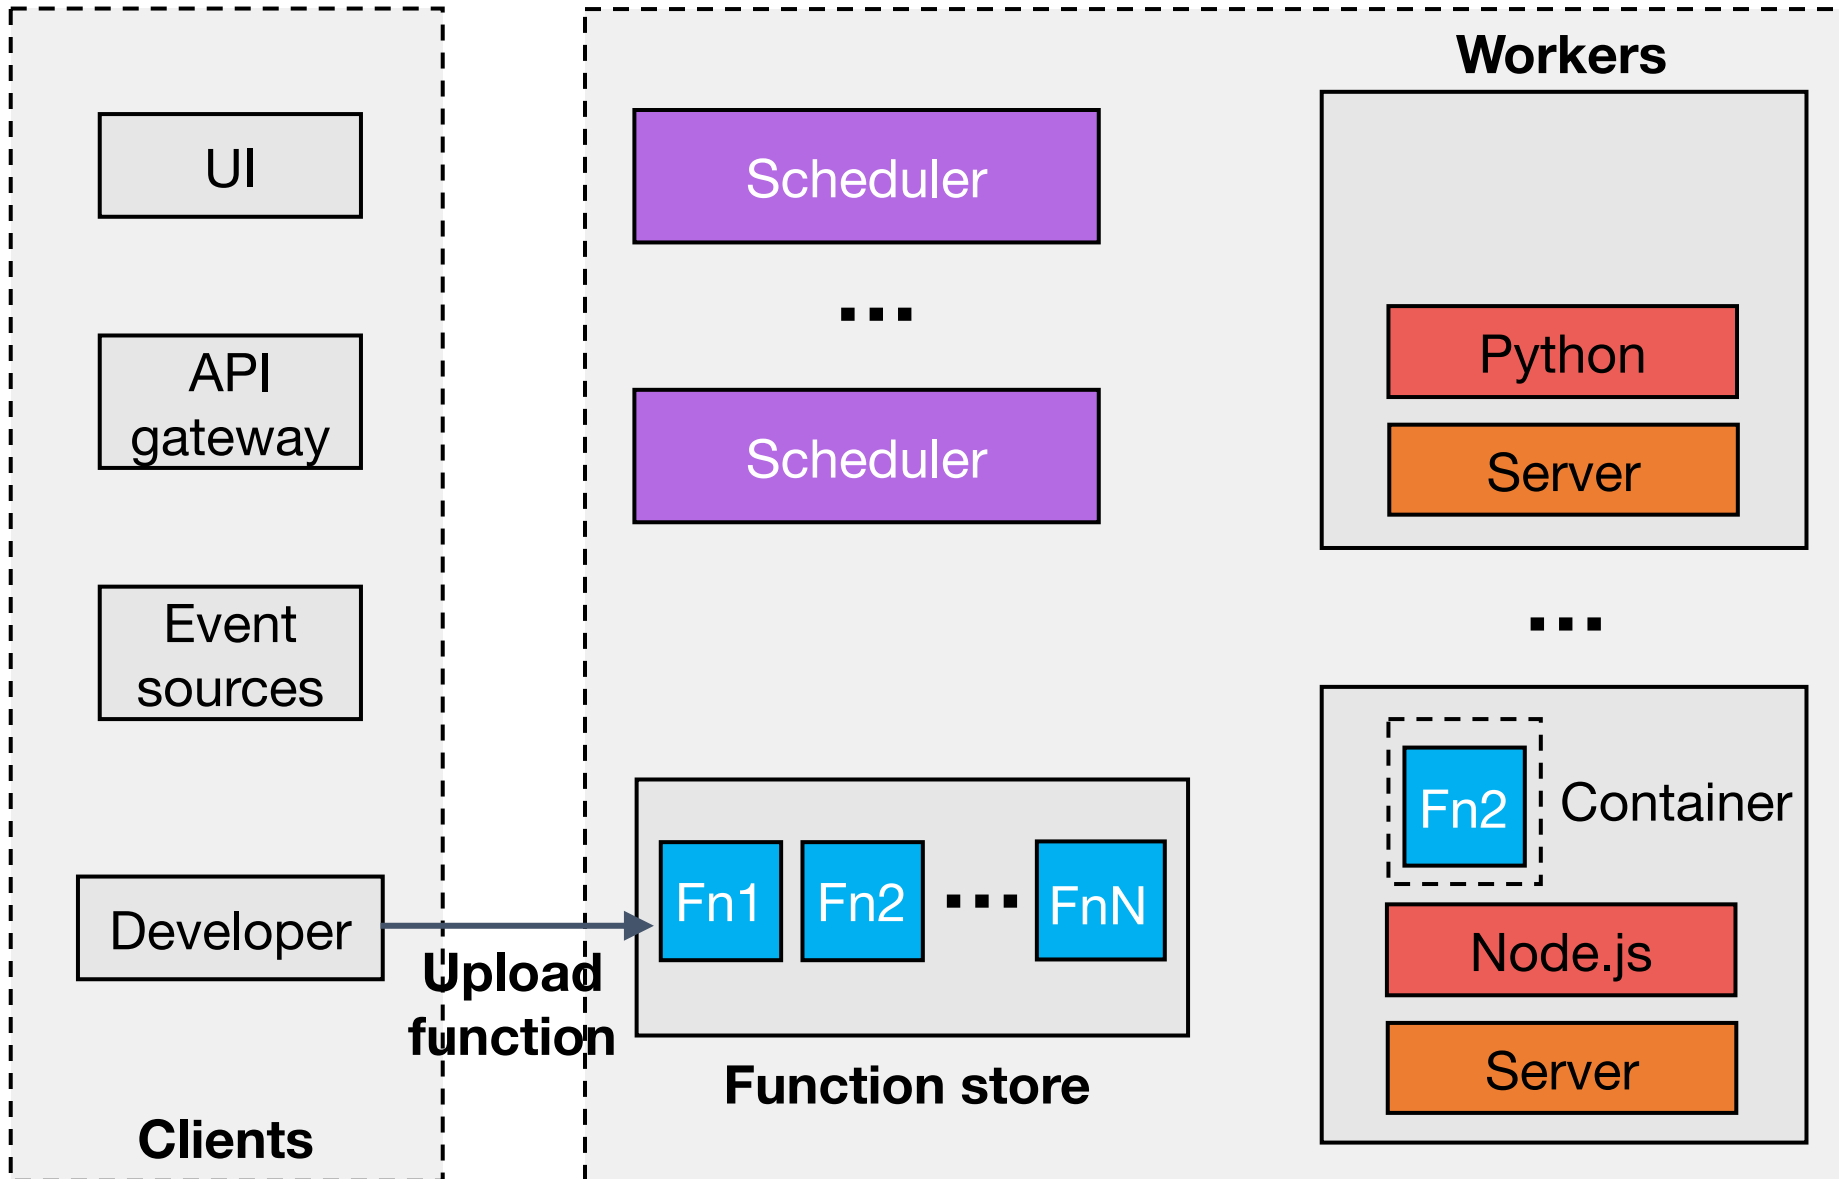 UI
API
gateway
Event
sources
Developer
Clients
Upload
function
Scheduler
...
Scheduler
Fn1 Fn2 ... FnN
Function store
Workers
Python
Server
...
Fn2 Container
Node.js
Server